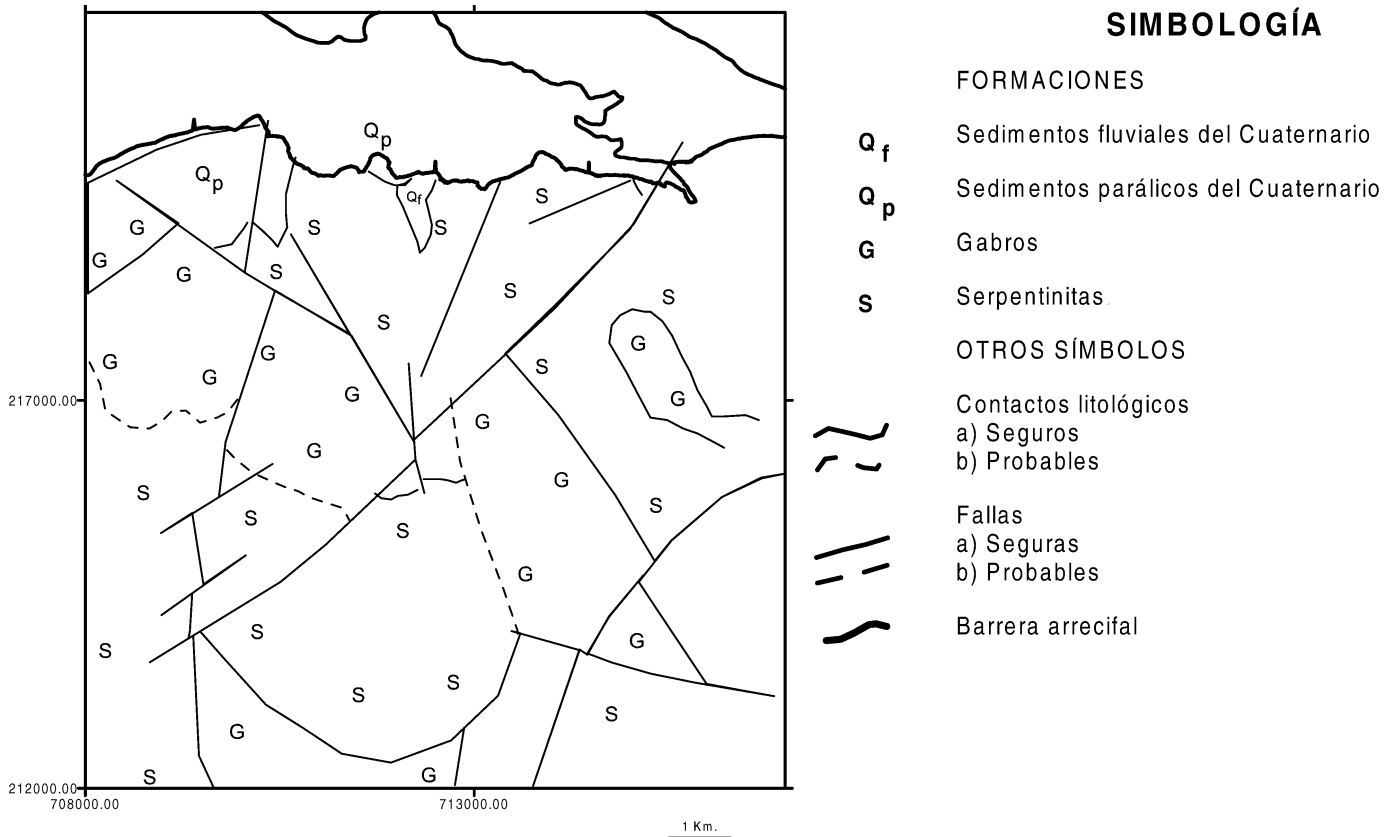 SIMBOLOGÍA
FORMACIONES
Qf Sedimentos fluviales del Cuaternario
Qp Sedimentos parálicos del Cuaternario
G Gabros
S Serpentinitas
OTROS SÍMBOLOS
Contactos litológicos
a) Seguros
b) Probables
Fallas
a) Seguras
b) Probables
Barrera arrecifal
Qp
Qp
S
Qf
G
S
S
G
G
S
S
S
S
G
G
G
S
G
G
G
G
G
G
S
G
S
S
S
G
S
G
S
S
S
S
G
S
G
217000.00
212000.00
708000.00
713000.00
1 Km.